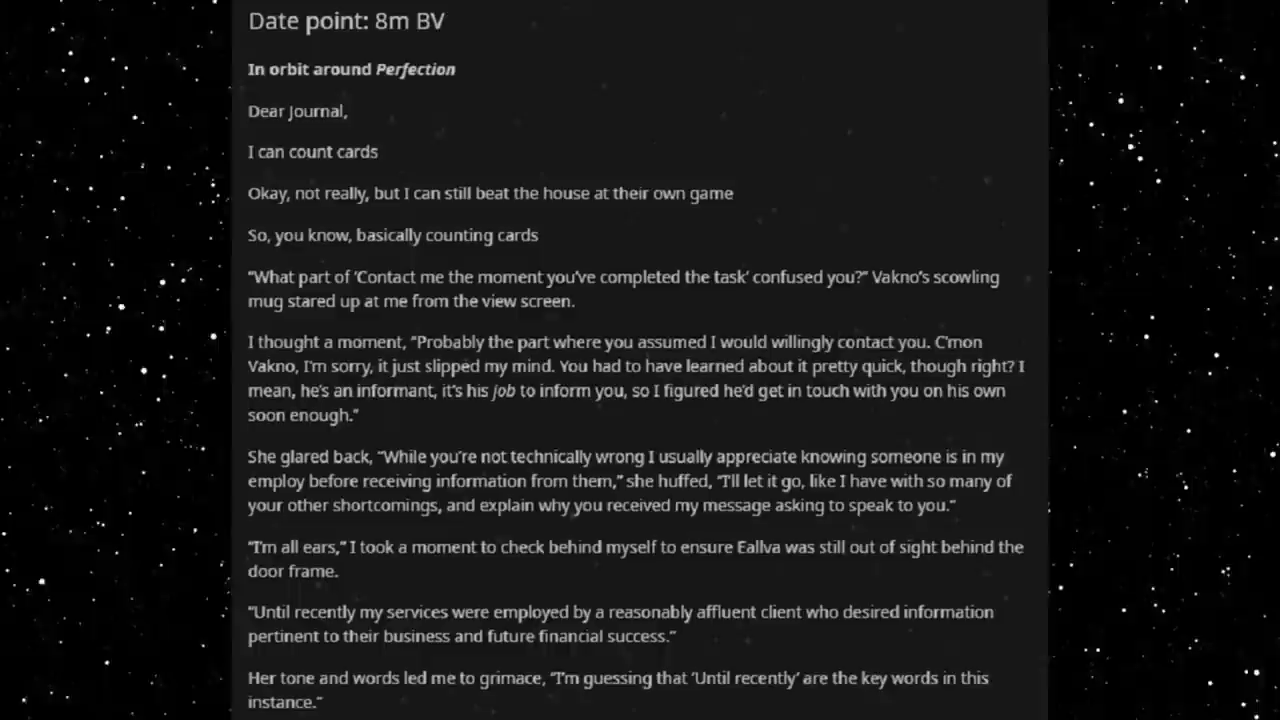 Date point: 8m BV
In orbit around Perfection
Dear Journal,
I can count cards
Okay, not really, but I can still beat the house at their own game
So, you know, basically counting cards
“What part of ‘Contact me the moment you’ve completed the task’ confused you?” Vakno’s scowling
mug stared up at me from the view screen.
I thought a moment, “Probably the part where you assumed I would willingly contact you. C’mon
Vakno, I’m sorry, it just slipped my mind. You had to have learned about it pretty quick, though right? I
mean, he’s an informant, it’s his job to inform you, so I figured he’d get in touch with you on his own
soon enough.”
She glared back, “While you’re not technically wrong I usually appreciate knowing someone is in my
employ before receiving information from them,” she huffed, “I’ll let it go, like I have with so many of
your other shortcomings, and explain why you received my message asking to speak to you.”
“I’m all ears,” I took a moment to check behind myself to ensure Eallva was still out of sight behind the
door frame.
“Until recently my services were employed by a reasonably affluent client who desired information
pertinent to their business and future financial success.”
Her tone and words led me to grimace, “I’m guessing that ‘Until recently’ are the key words in this
instance.”